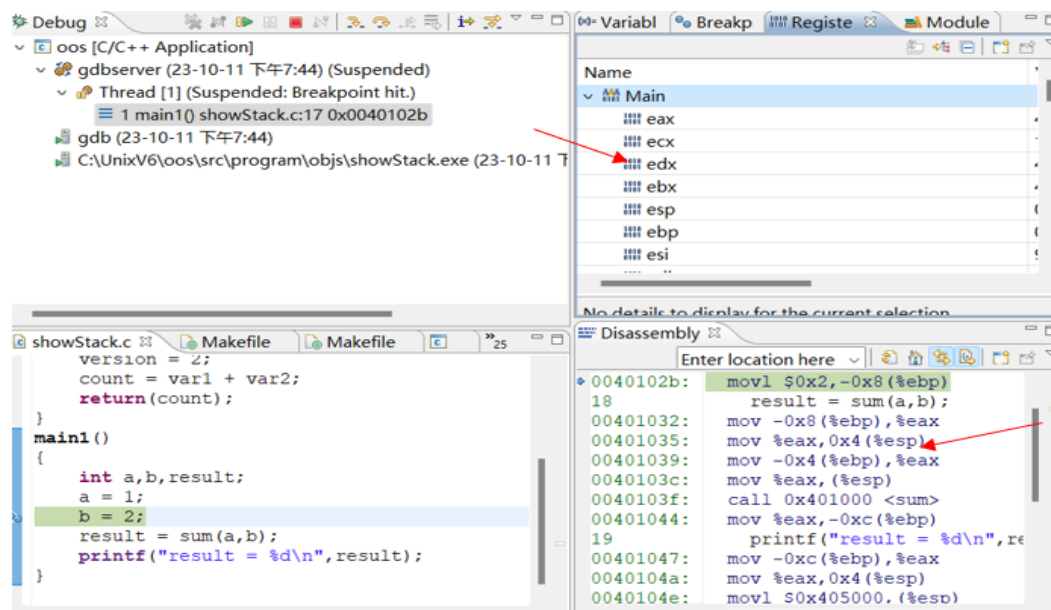 Debug
oos [C/C++ Application]
gdbserver (23-10-11 下午7:44) (Suspended)
Thread [1] (Suspended: Breakpoint hit.)
1 main1() showStack.c:17 0x0040102b
gdb (23-10-11 下午7:44)
C:\UnixV6\oos\src\program\objs\showStack.exe (23-10-11 下
(x)= Variabl Breakp Registe Module
Name
Main
eax
ecx
edx
ebx
esp
ebp
esi
No details to display for the current selection
showStack.c Makefile Makefile 25
version = 2;
count = var1 + var2;
return(count);
}
main1()
{
int a,b,result;
a = 1;
b = 2;
result = sum(a,b);
printf("result = %d\n",result);
}
Disassembly
Enter location here
0040102b: movl $0x2,-0x8(%ebp)
18 result = sum(a,b);
00401032: mov -0x8(%ebp),%eax
00401035: mov %eax,0x4(%esp)
00401039: mov -0x4(%ebp),%eax
0040103c: mov %eax,(%esp)
0040103f: call 0x401000 <sum>
00401044: mov %eax,-0xc(%ebp)
19 printf("result = %d\n",re
00401047: mov -0xc(%ebp),%eax
0040104a: mov %eax,0x4(%esp)
0040104e: movl $0x405000,(%esp)